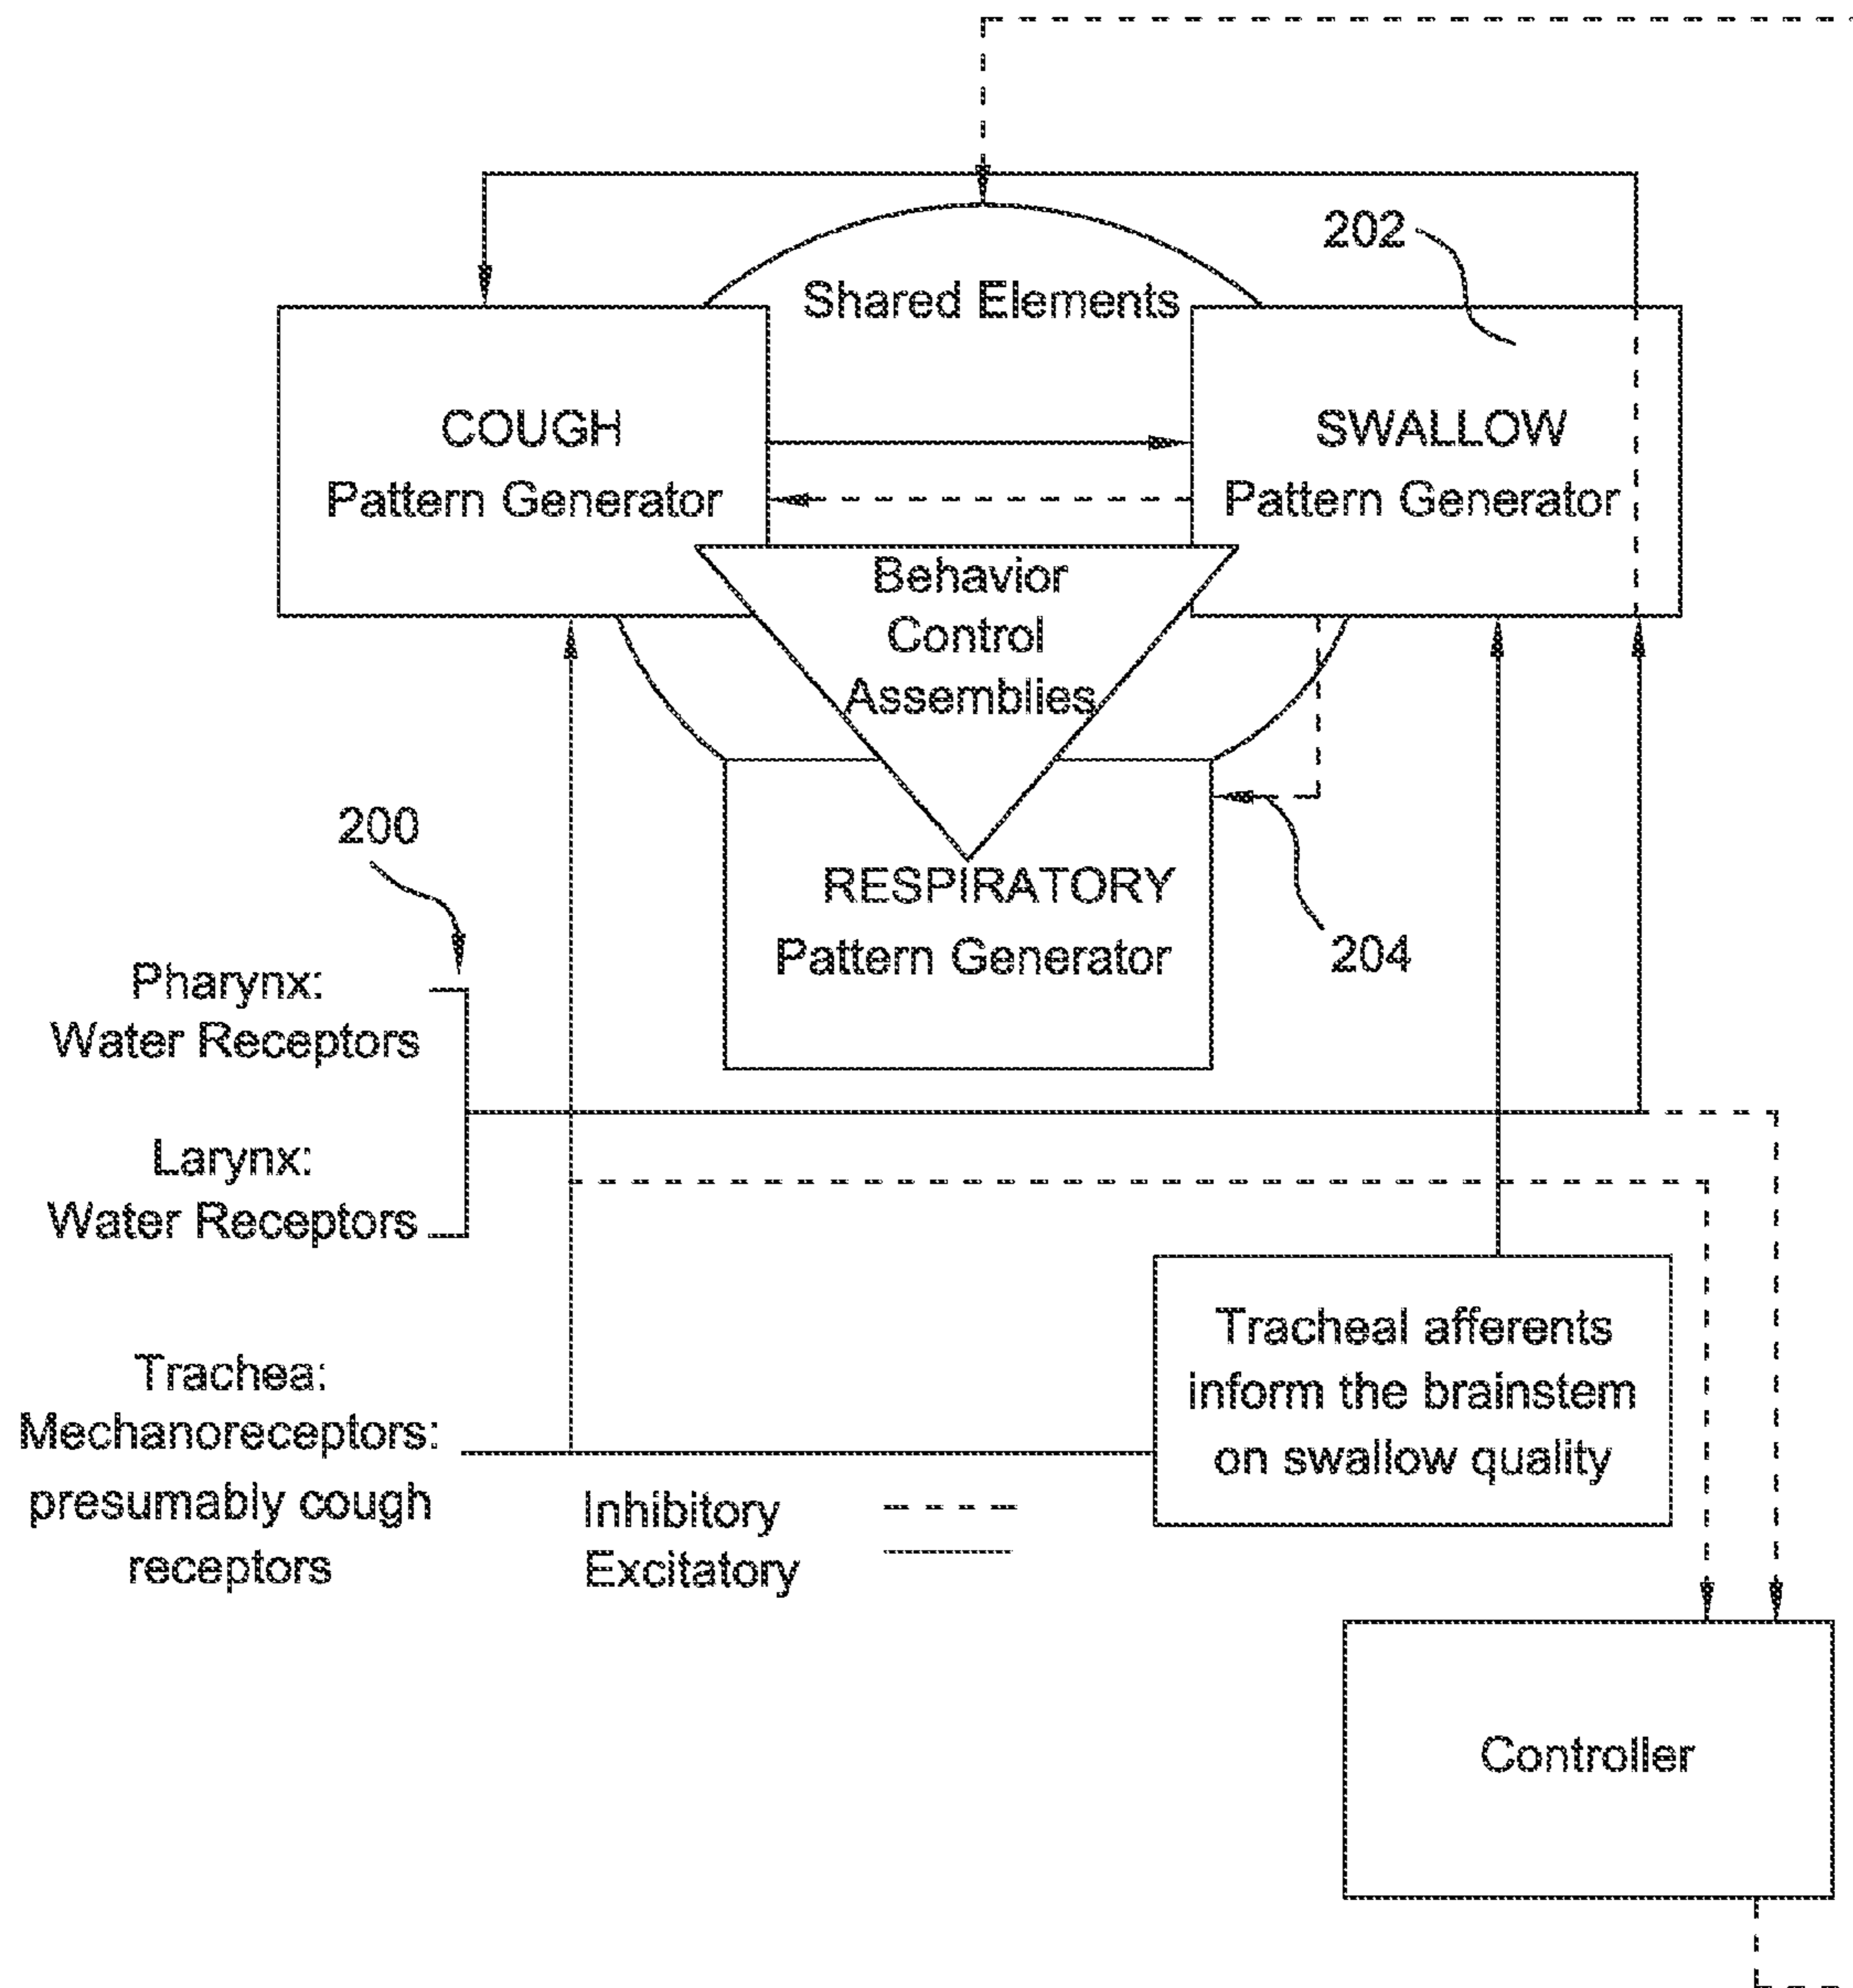 202
Shared Elements
COUGH
Pattern Generator
SWALLOW
Pattern Generator
Behavior
Control
Assemblies
200
RESPIRATORY
Pattern Generator
204
Pharynx:
Water Receptors
Larynx:
Water Receptors
Tracheal afferents
inform the brainstem
on swallow quality
Trachea:
Mechanoreceptors:
presumably cough
receptors
Inhibitory
Excitatory
Controller